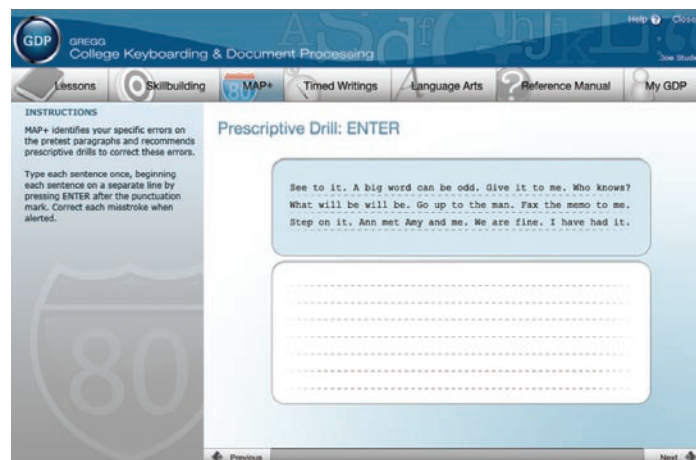 Help ? Close
GDP
GREGG
College Keyboarding & Document Processing
Joe Stude
Lessons
Skillbuilding
MAP+
Timed Writings
Language Arts
Reference Manual
My GDP
INSTRUCTIONS
MAP+ identifies your specific errors on
the pretest paragraphs and recommends
prescriptive drills to correct these errors.
Type each sentence once, beginning
each sentence on a separate line by
pressing ENTER after the punctuation
mark. Correct each misstroke when
alerted.
Prescriptive Drill: ENTER
See to it. A big word can be odd. Give it to me. Who knows?
What will be will be. Go up to the man. Fax the memo to me.
Step on it. Ann met Amy and me. We are fine. I have had it.
80
Previous
Next